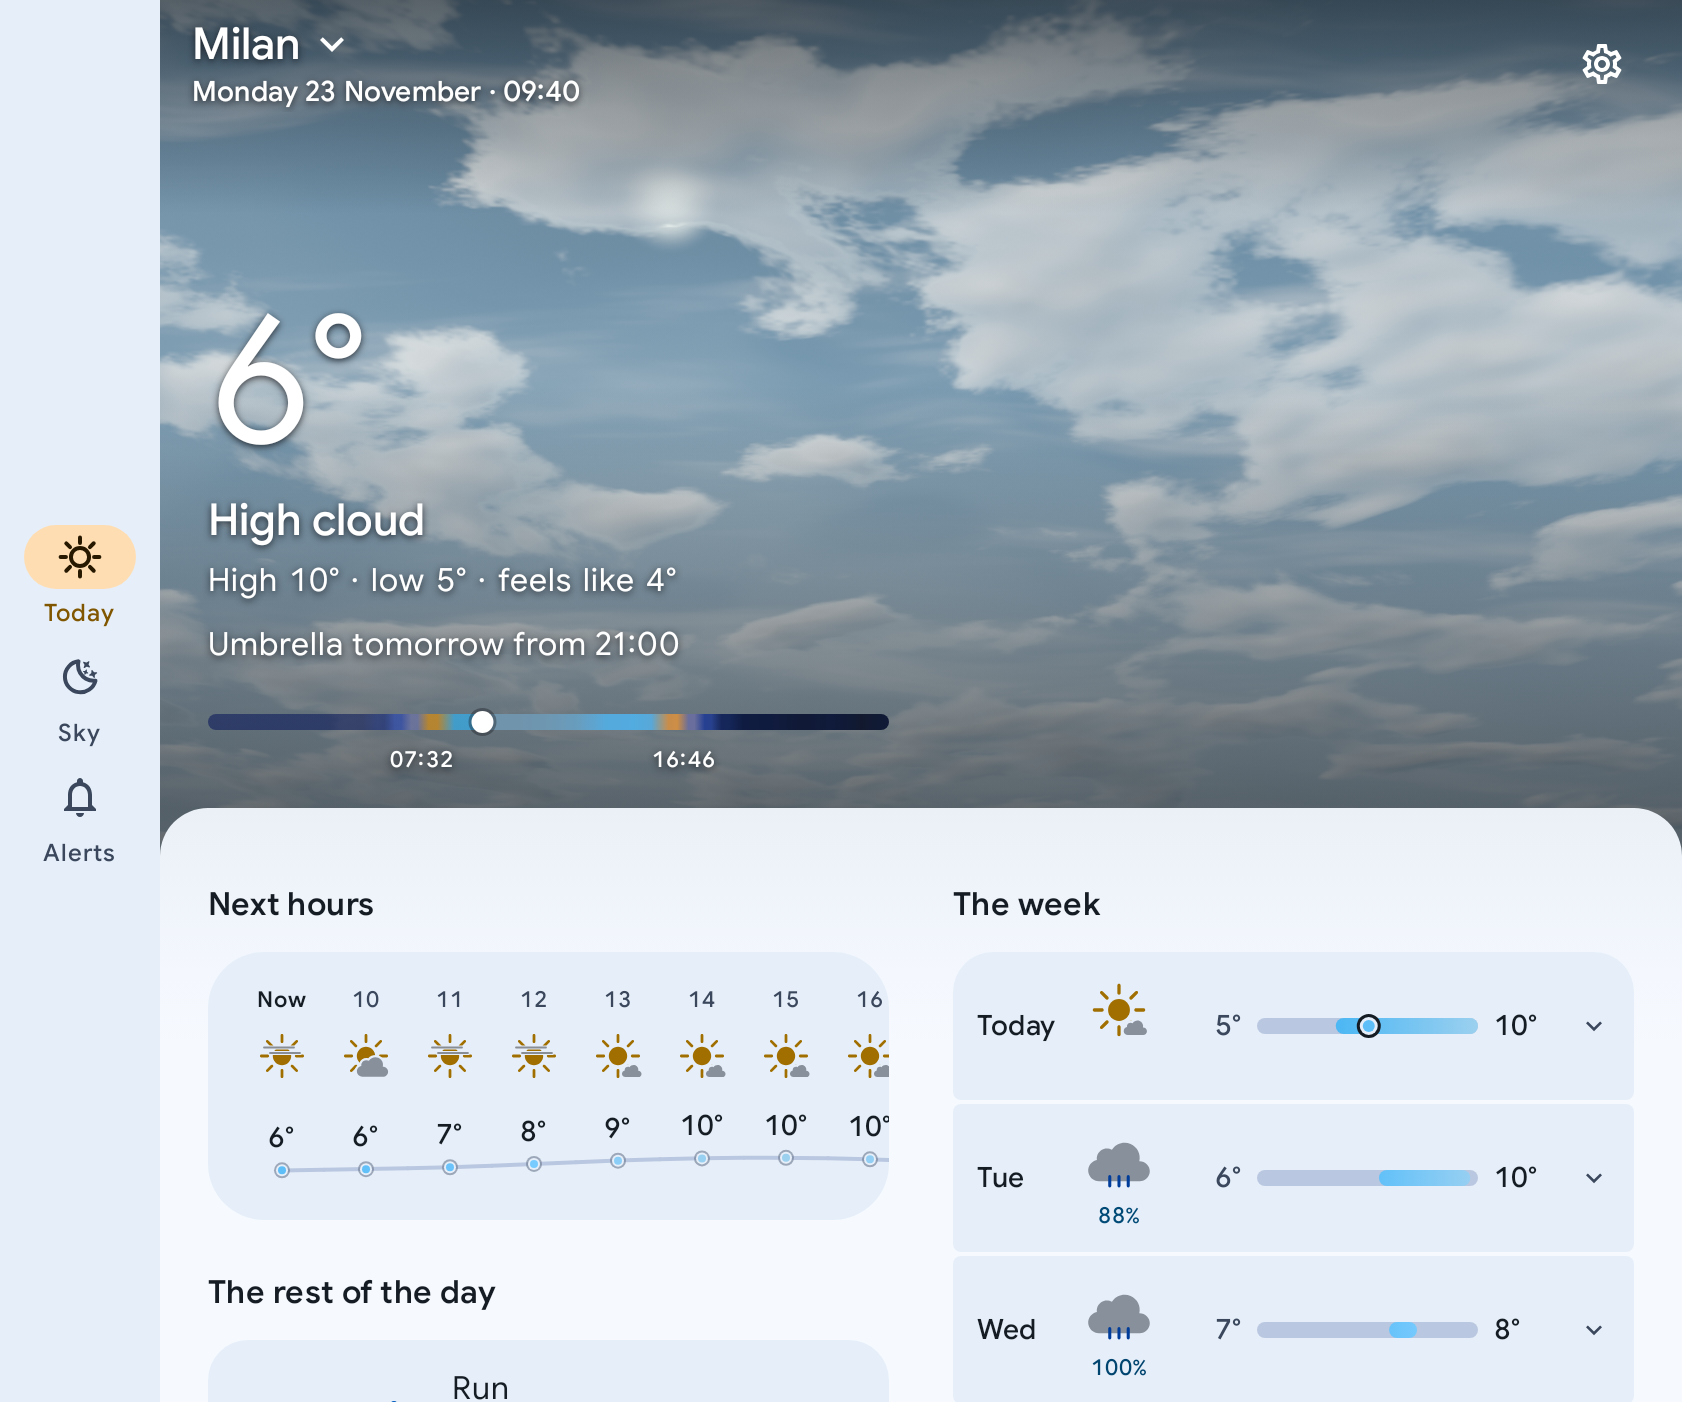 Milan
Monday 23 November · 09:40
6°
High cloud
High 10° · low 5° · feels like 4°
Umbrella tomorrow from 21:00
07:32 16:46
Today
Sky
Alerts
Next hours
Now 10 11 12 13 14 15 16
6° 6° 7° 8° 9° 10° 10° 10°
The rest of the day
Run
The week
Today 5° 10°
Tue 6° 10°
88%
Wed 7° 8°
100%